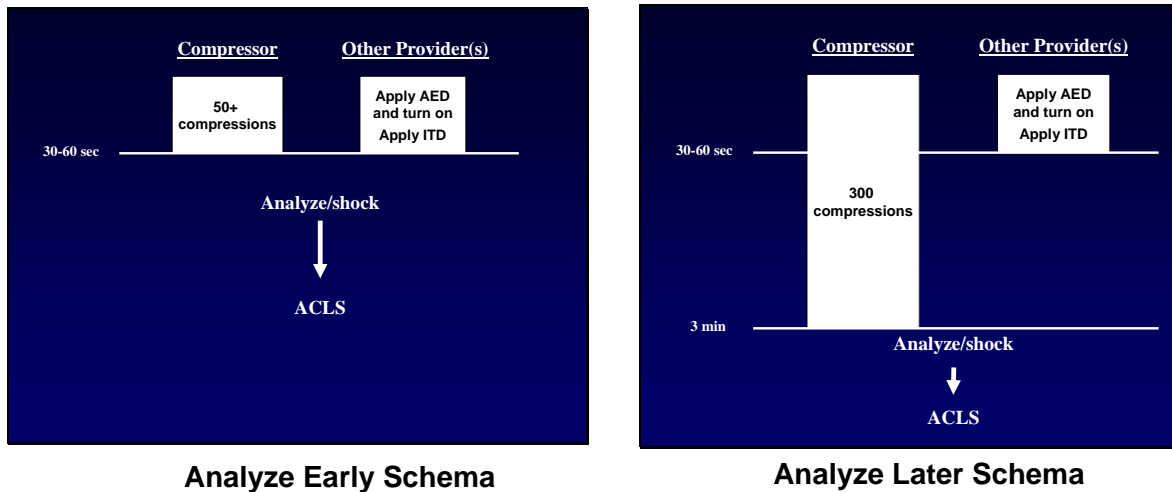 Compressor
Other Provider(s)
50+
compressions
Apply AED
and turn on
Apply ITD
30-60 sec
Analyze/shock
ACLS
Analyze Early Schema
Compressor
Other Provider(s)
Apply AED
and turn on
Apply ITD
30-60 sec
300
compressions
3 min
Analyze/shock
ACLS
Analyze Later Schema